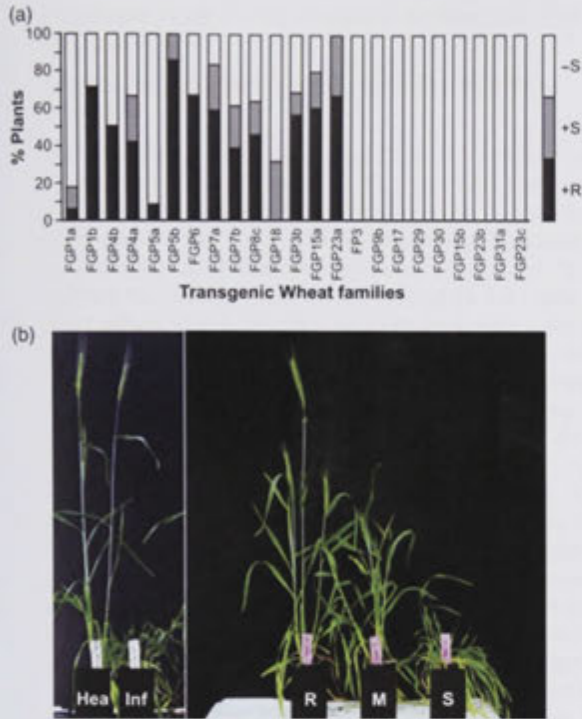 (a)
100
80
60
40
20
0
% Plants
–S
+S
+R
FGP1a
FGP1b
FGP4b
FGP4a
FGP5a
FGP5b
FGP6
FGP7a
FGP7b
FGP8c
FGP18
FGP3b
FGP15a
FGP23a
FP3
FGP9b
FGP17
FGP29
FGP30
FGP15b
FGP23b
FGP31a
FGP23c
Transgenic Wheat families
(b)
Hea Inf
R M S